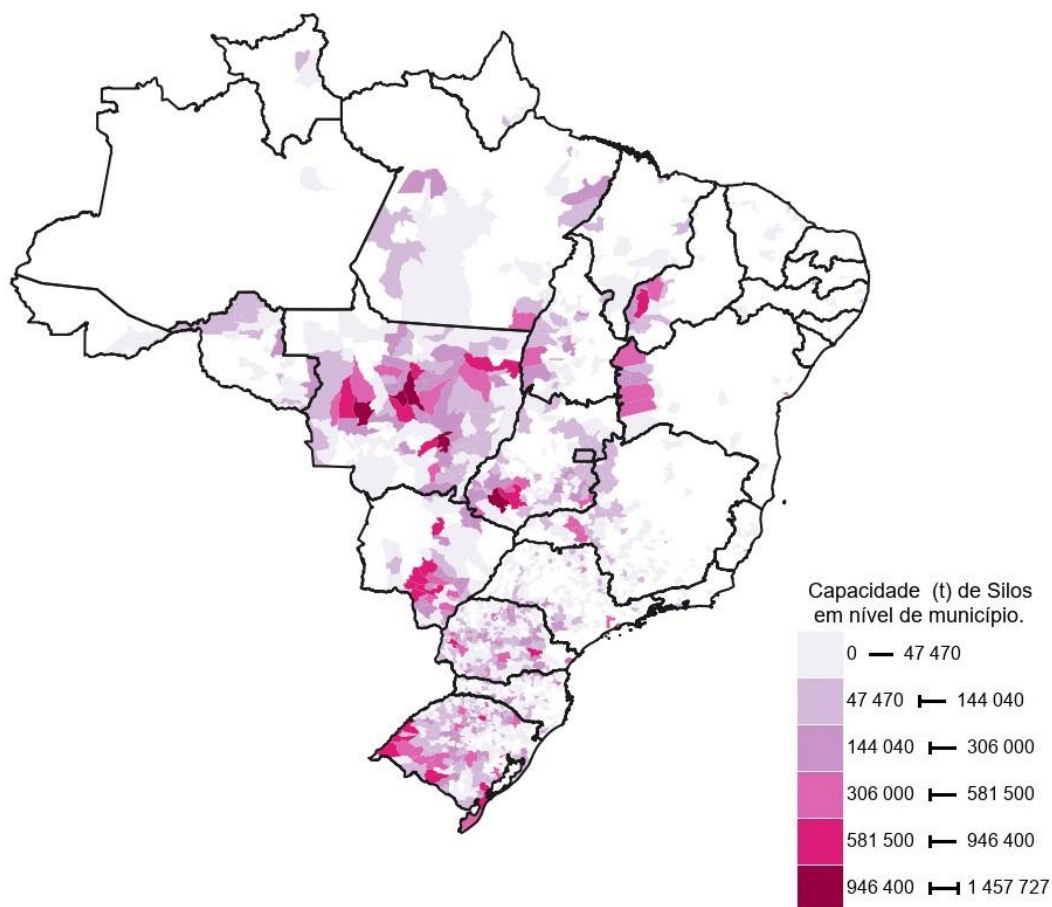 Capacidade (t) de Silos
em nível de município.
0 — 47 470
47 470 ⊢ 144 040
144 040 ⊢ 306 000
306 000 ⊢ 581 500
581 500 ⊢ 946 400
946 400 ⊢⊣ 1 457 727